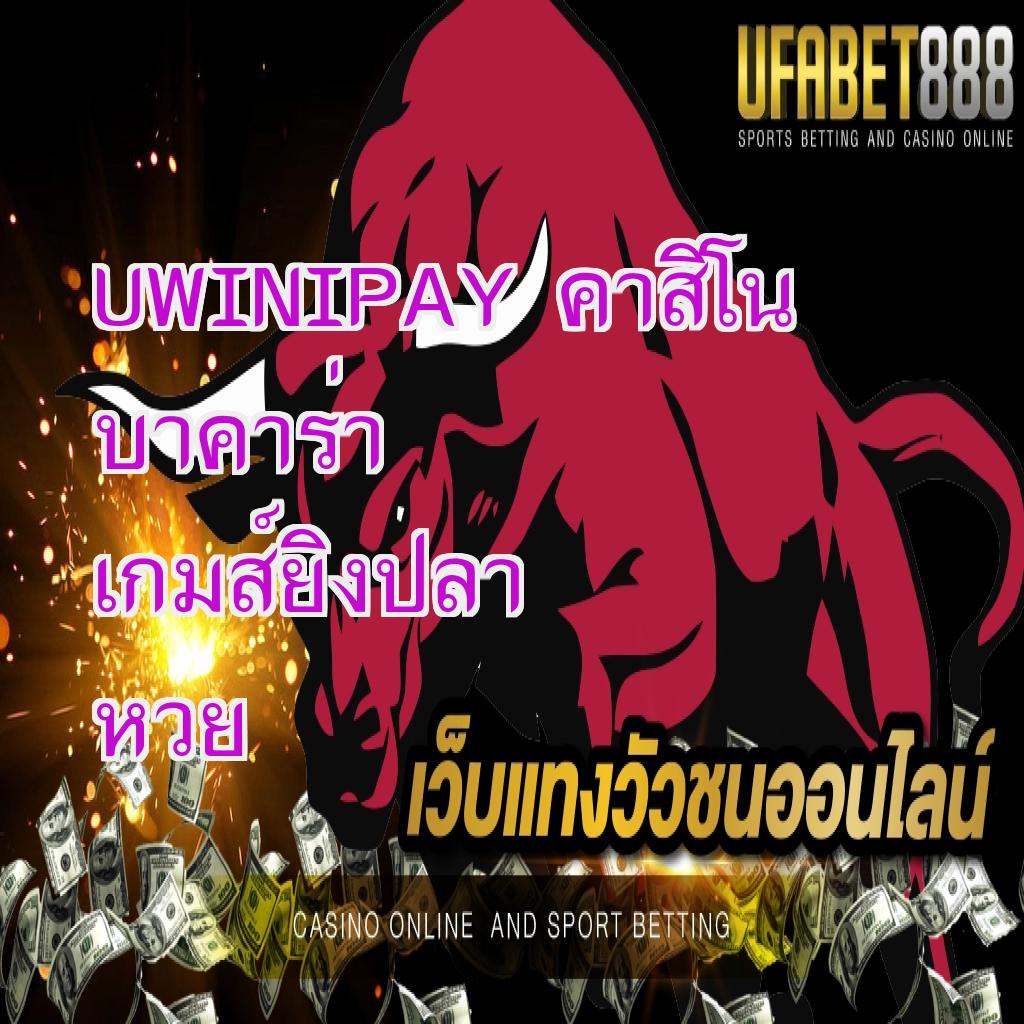 UFABET888
SPORTS BETTING AND CASINO ONLINE
UWINIPAY คาสิโน
บาคาร่า
เกมส์ยิงปลา
หวย
เว็บแทงวัวชนออนไลน์
CASINO ONLINE AND SPORT BETTING